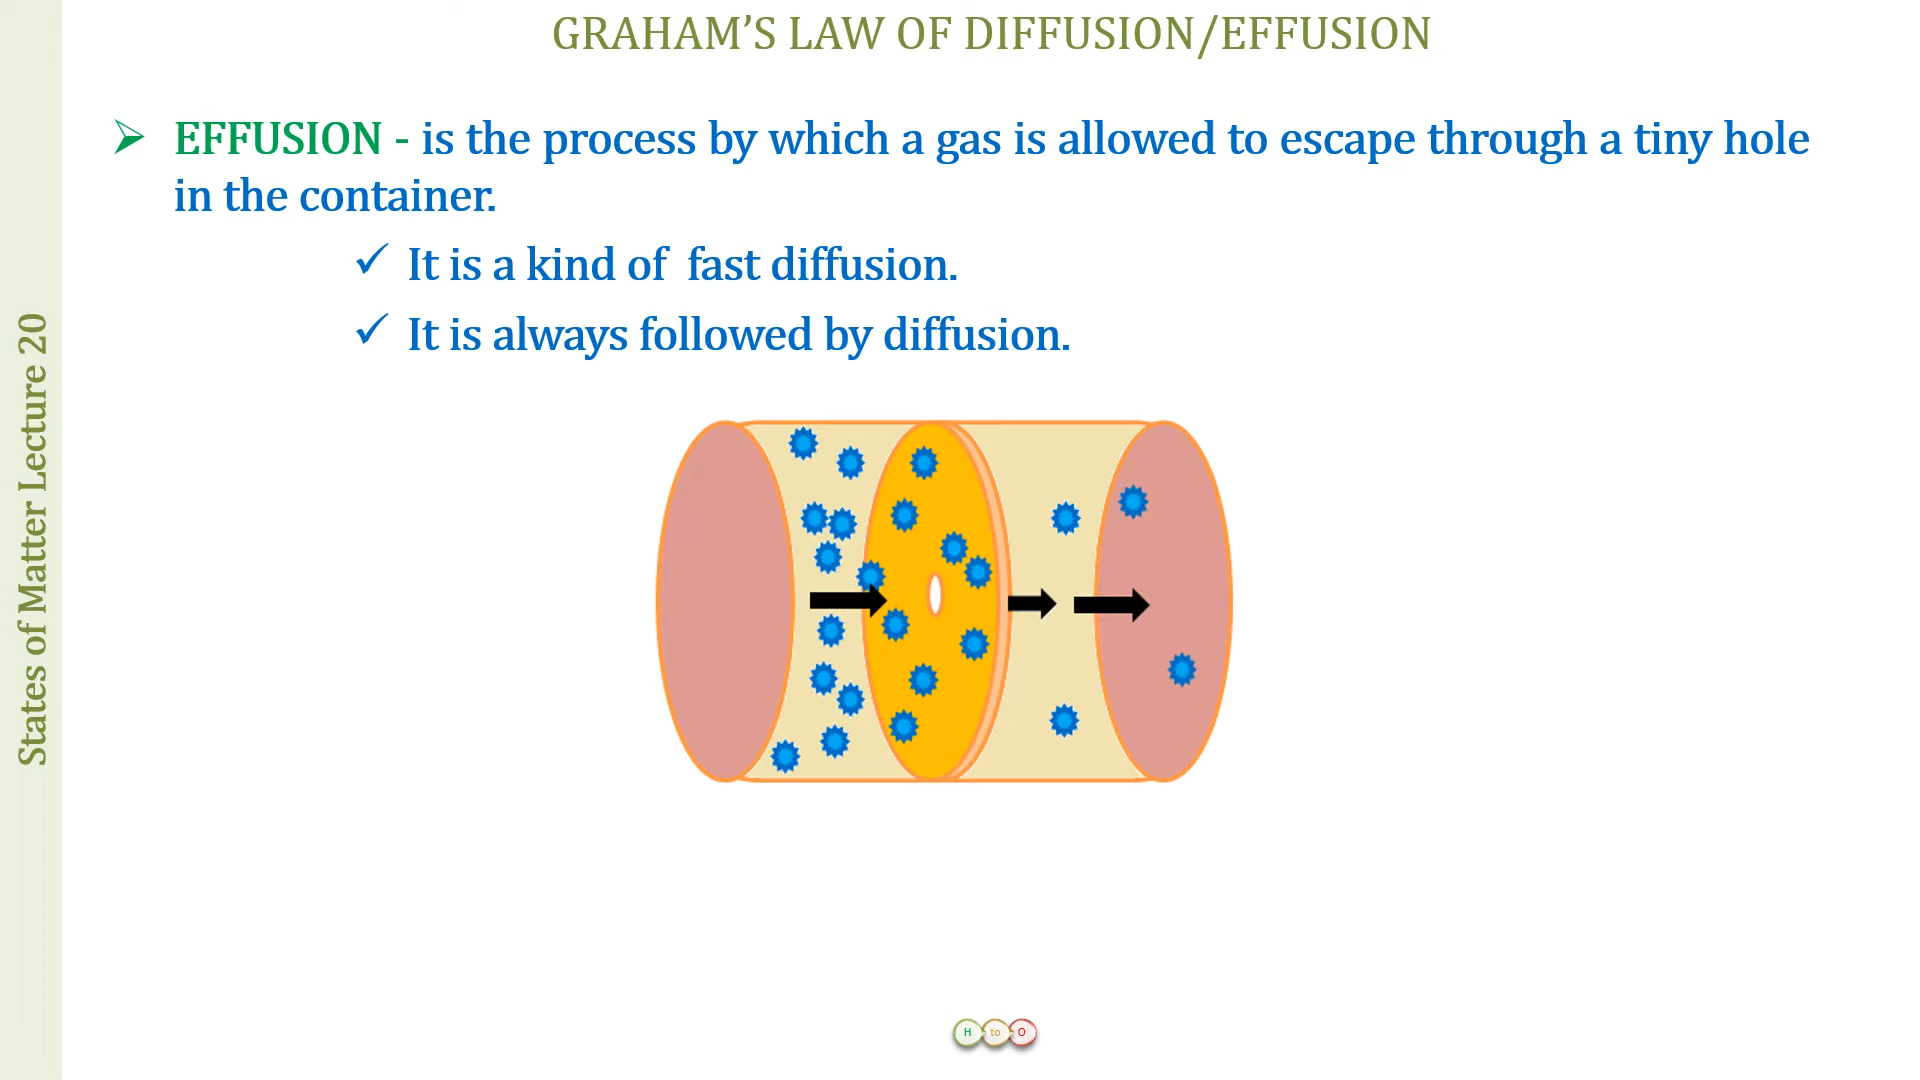 GRAHAM’S LAW OF DIFFUSION/EFFUSION
➢ EFFUSION - is the process by which a gas is allowed to escape through a tiny hole
in the container.
✓ It is a kind of  fast diffusion.
✓ It is always followed by diffusion.
States of Matter Lecture 20
H to O